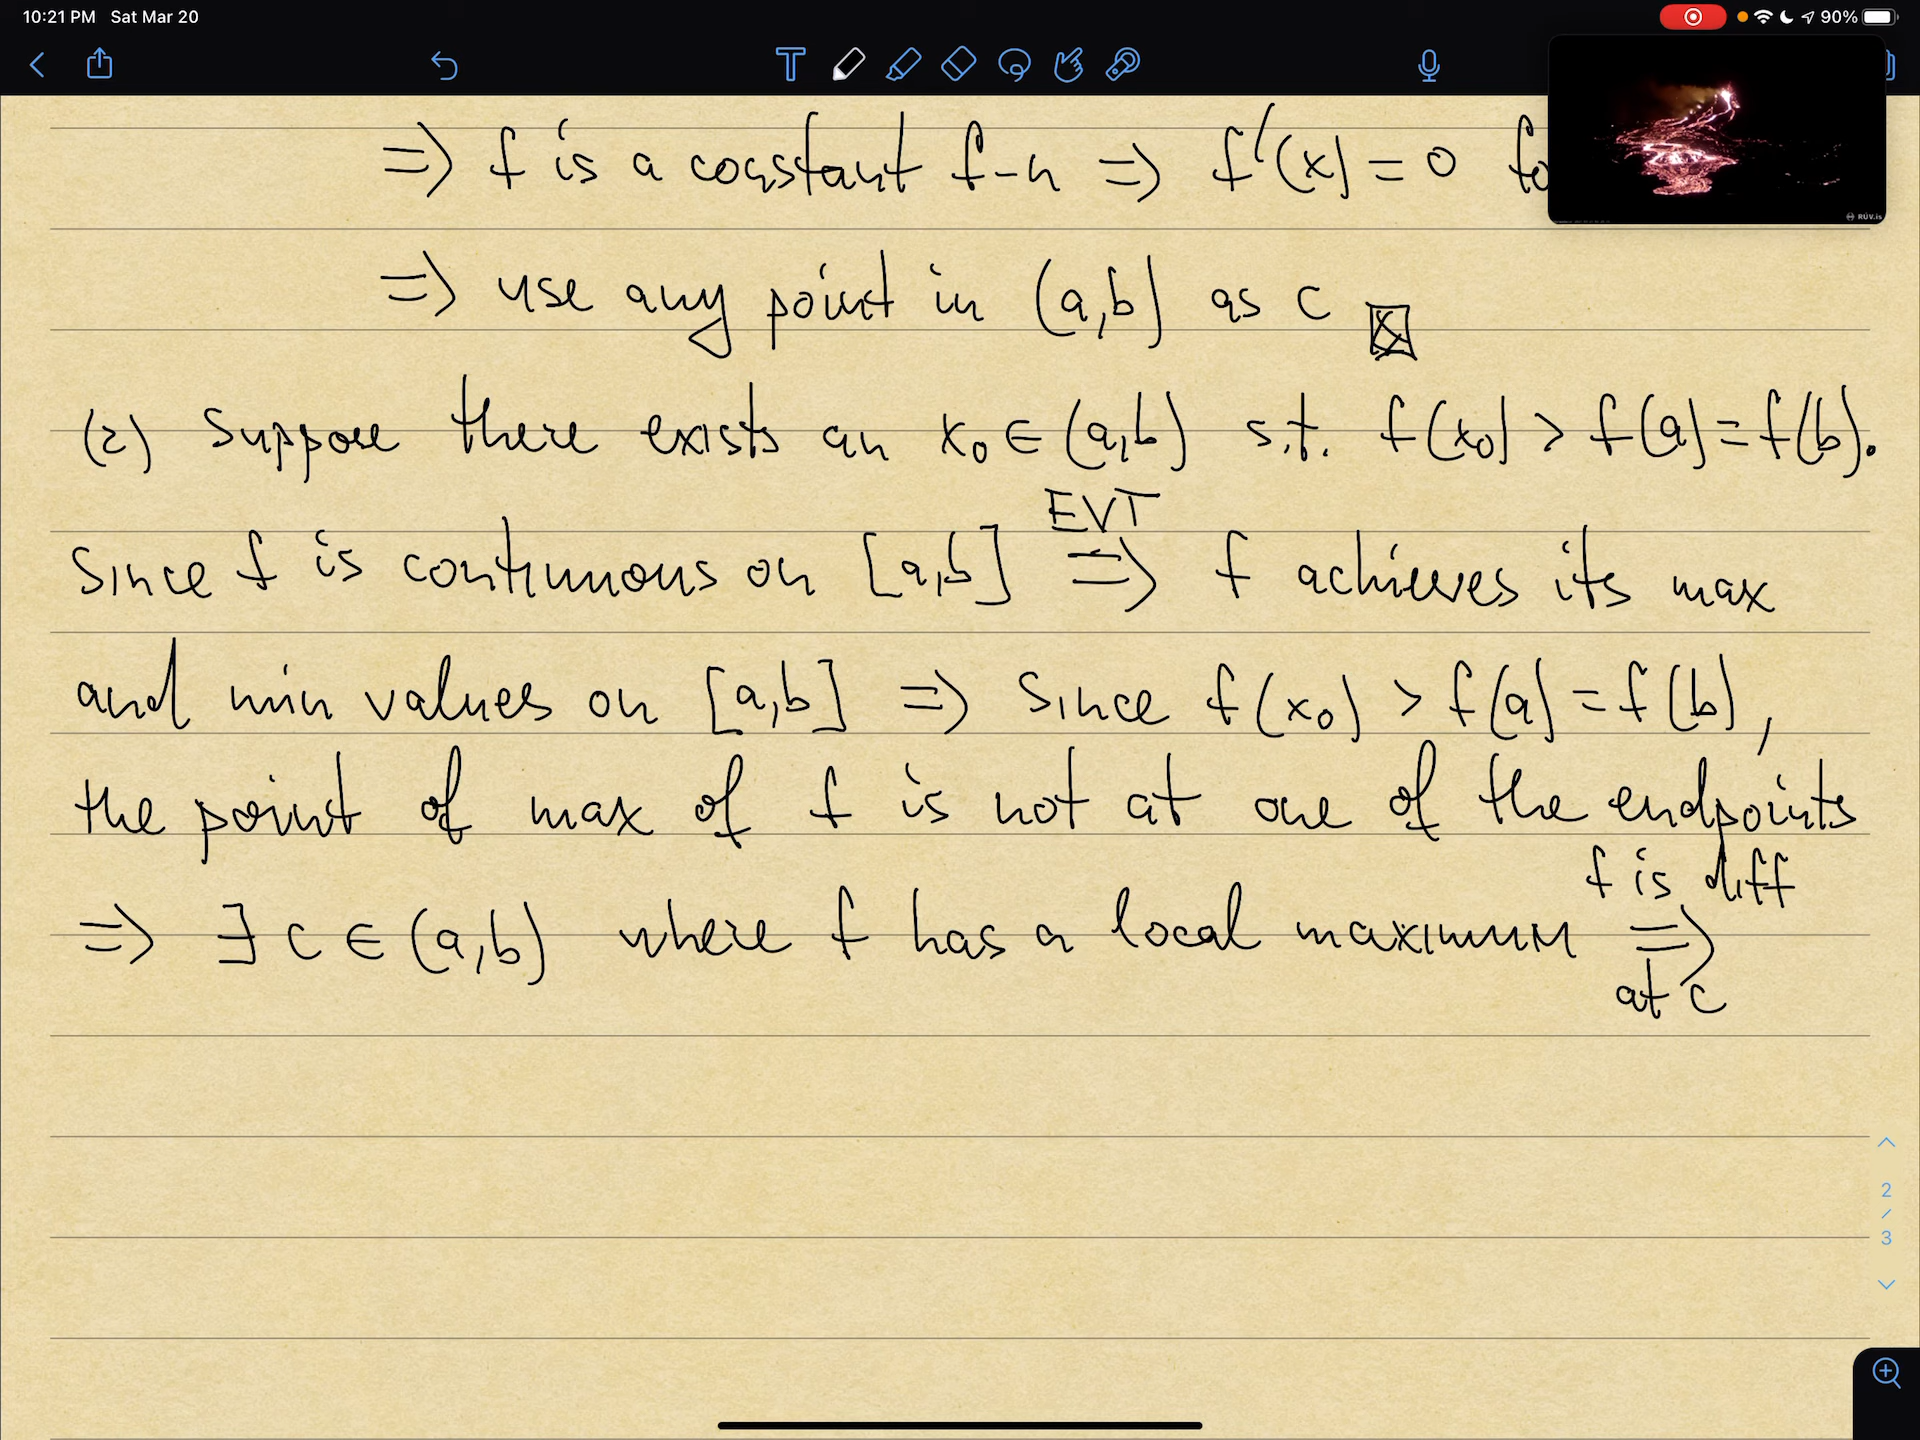 10:21 PM Sat Mar 20
90%
RÚV.is
=> f is a constant f-n => f'(x) = 0 fo
=> use any point in (a,b) as c
(2) Suppose there exists an x₀ ∈ (a,b) s.t. f(x₀) > f(a) = f(b).
EVT
Since f is continuous on [a,b] => f achieves its max
and min values on [a,b] => Since f(x₀) > f(a) = f(b),
the point of max of f is not at one of the endpoints
f is diff
=> ∃ c ∈ (a,b) where f has a local maximum =>
at c
2
/
3